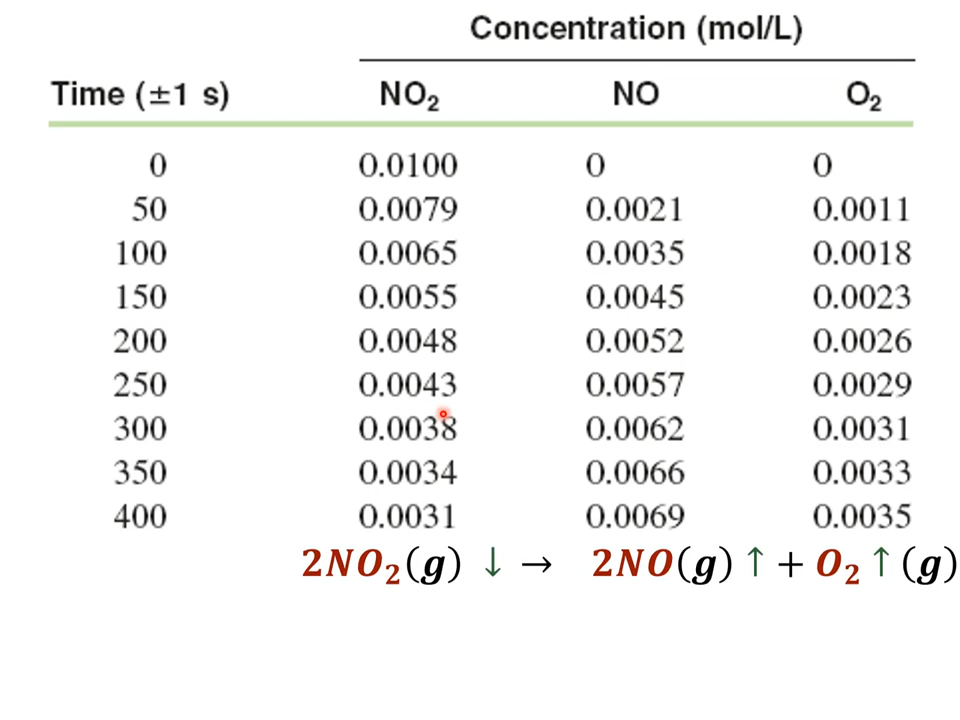 Concentration (mol/L)
Time (±1 s) NO₂ NO O₂
0 0.0100 0 0
50 0.0079 0.0021 0.0011
100 0.0065 0.0035 0.0018
150 0.0055 0.0045 0.0023
200 0.0048 0.0052 0.0026
250 0.0043 0.0057 0.0029
300 0.0038 0.0062 0.0031
350 0.0034 0.0066 0.0033
400 0.0031 0.0069 0.0035
2NO₂(g) ↓ → 2NO(g) ↑ + O₂ ↑ (g)